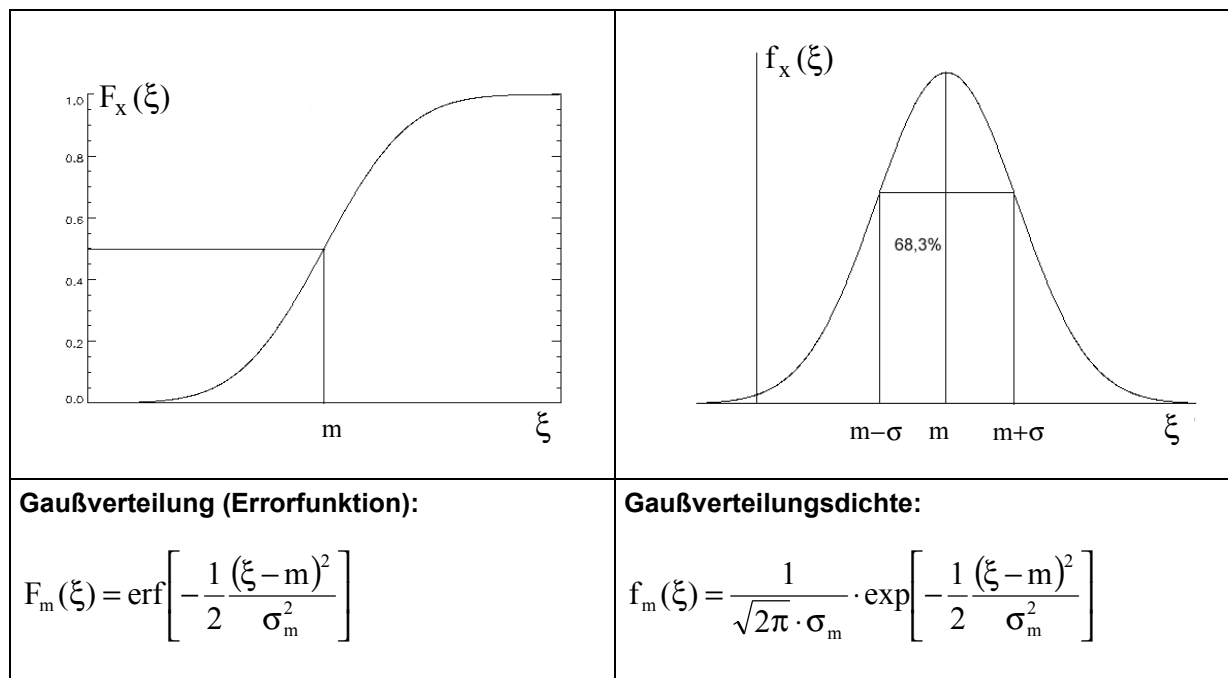 F_x(ξ)
1.0
0.8
0.6
0.4
0.2
0.0
m
ξ
f_x(ξ)
68,3%
m−σ m m+σ ξ
Gaußverteilung (Errorfunktion):
F_m(ξ) = erf[−1/2 (ξ−m)²/σ_m²]
Gaußverteilungsdichte:
f_m(ξ) = 1/(√2π · σ_m) · exp[−1/2 (ξ−m)²/σ_m²]